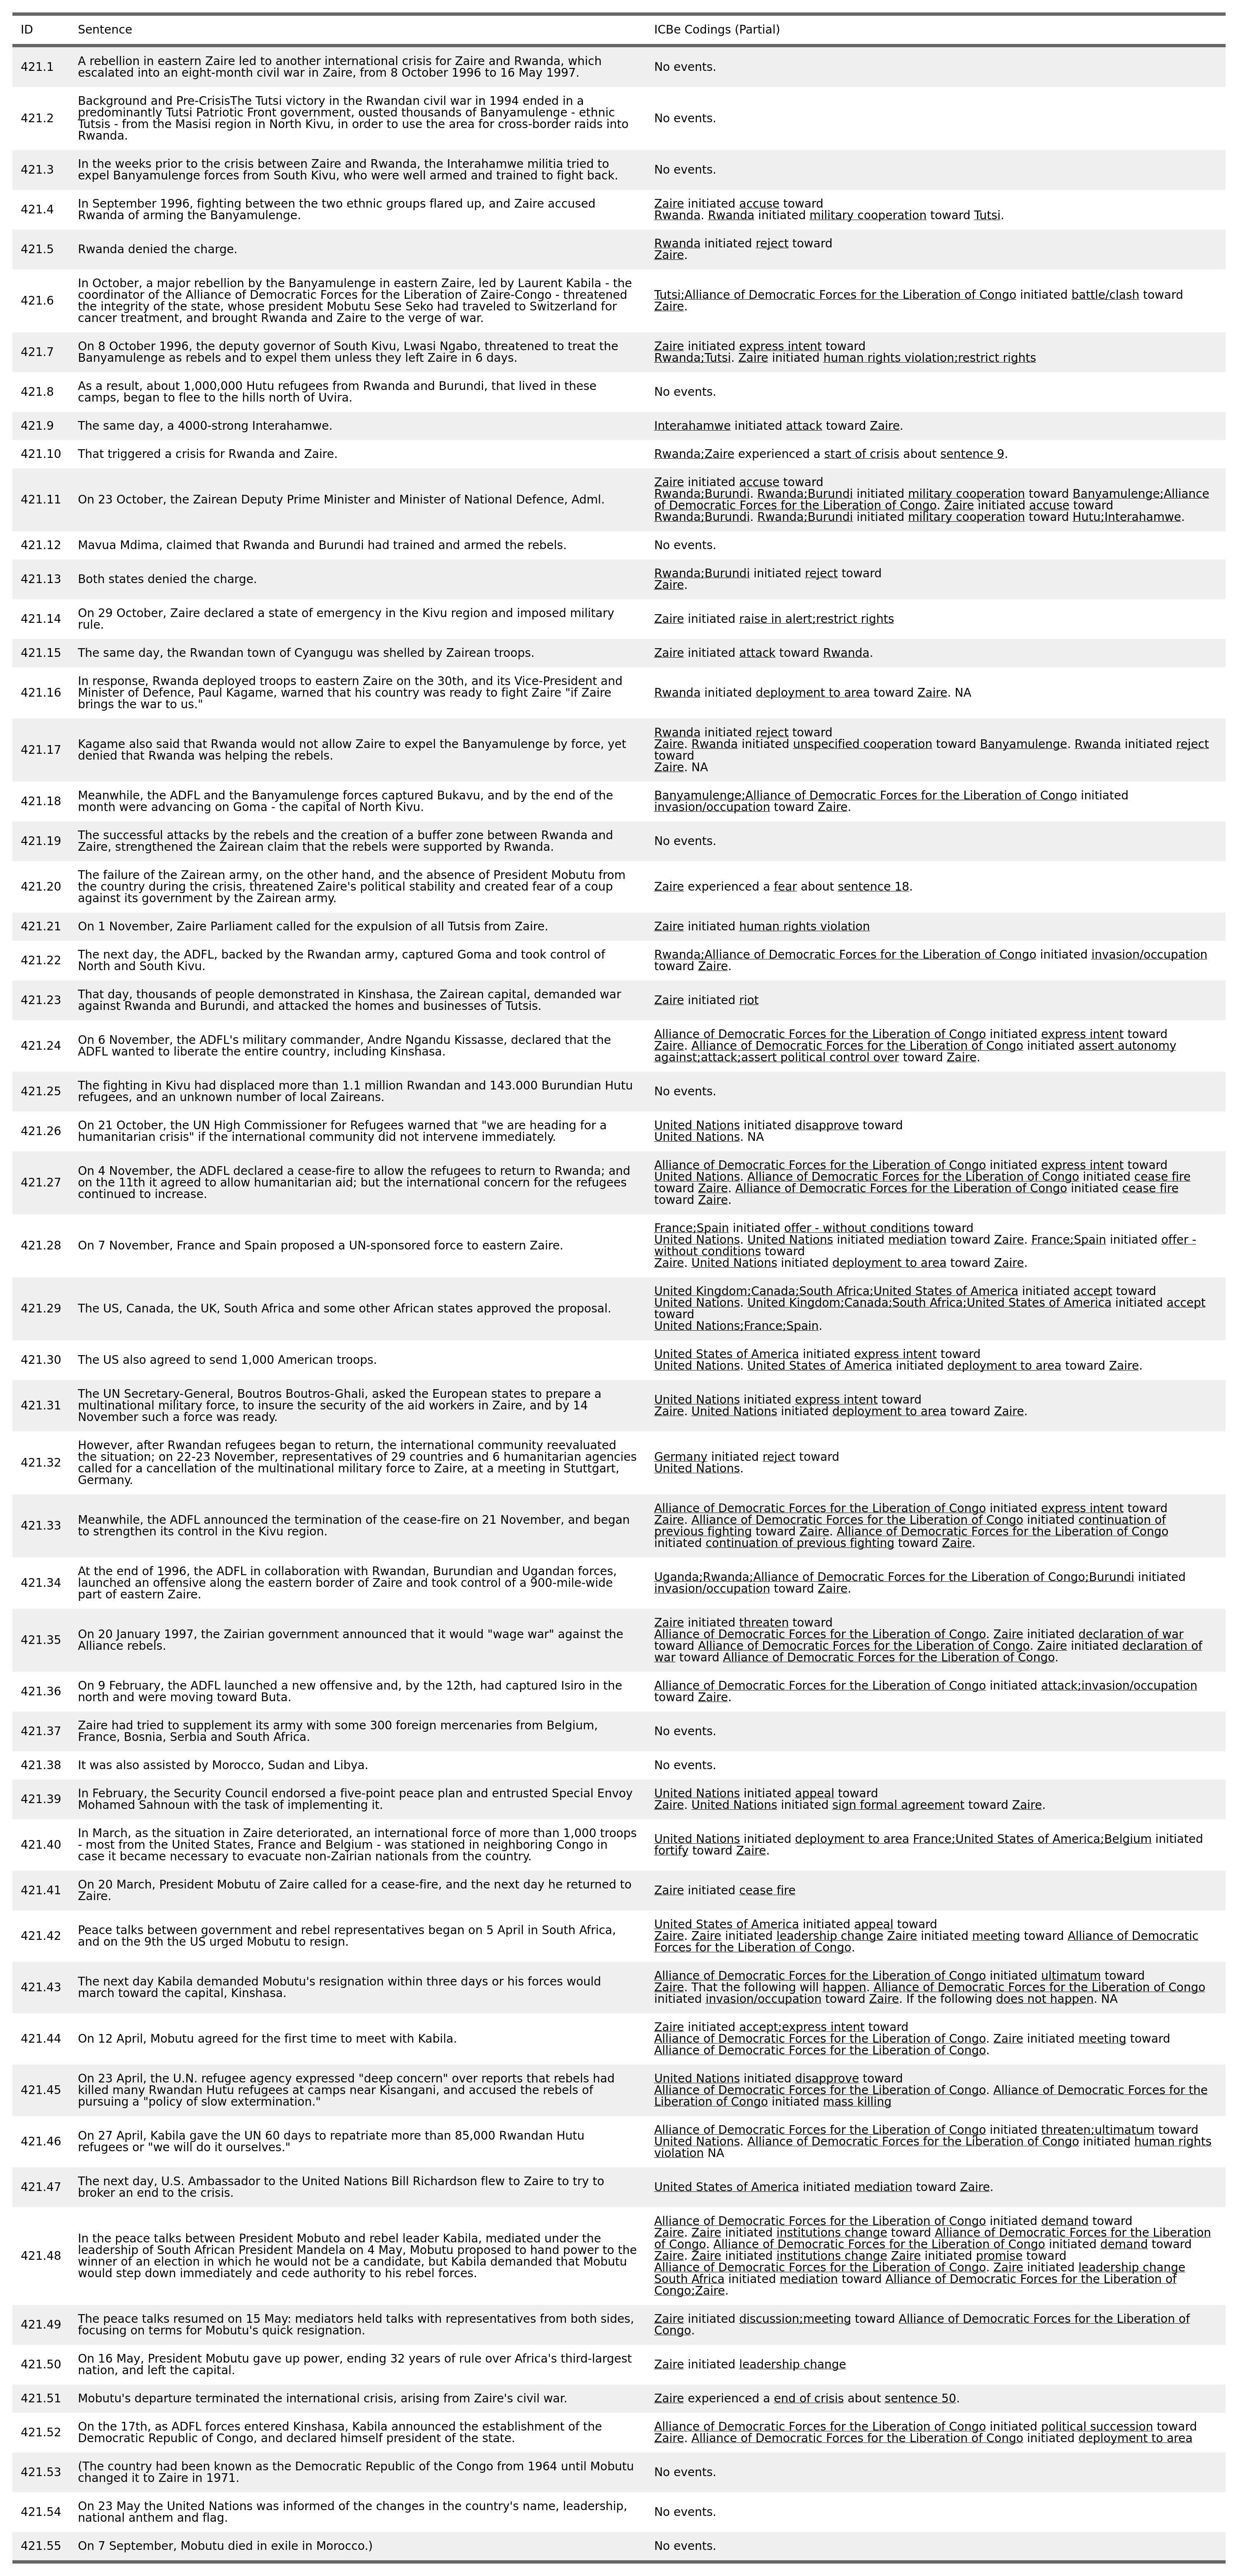 ID Sentence ICBe Codings (Partial)
421.1 A rebellion in eastern Zaire led to another international crisis for Zaire and Rwanda, which
escalated into an eight-month civil war in Zaire, from 8 October 1996 to 16 May 1997.
No events.
421.2 Background and Pre-CrisisThe Tutsi victory in the Rwandan civil war in 1994 ended in a
predominantly Tutsi Patriotic Front government, ousted thousands of Banyamulenge - ethnic
Tutsis - from the Masisi region in North Kivu, in order to use the area for cross-border raids into
Rwanda.
No events.
421.3 In the weeks prior to the crisis between Zaire and Rwanda, the Interahamwe militia tried to
expel Banyamulenge forces from South Kivu, who were well armed and trained to fight back.
No events.
421.4 In September 1996, fighting between the two ethnic groups flared up, and Zaire accused
Rwanda of arming the Banyamulenge.
Zaire initiated accuse toward
Rwanda. Rwanda initiated military cooperation toward Tutsi.
421.5 Rwanda denied the charge.
Rwanda initiated reject toward
Zaire.
421.6 In October, a major rebellion by the Banyamulenge in eastern Zaire, led by Laurent Kabila - the
coordinator of the Alliance of Democratic Forces for the Liberation of Zaire-Congo - threatened
the integrity of the state, whose president Mobutu Sese Seko had traveled to Switzerland for
cancer treatment, and brought Rwanda and Zaire to the verge of war.
Tutsi;Alliance of Democratic Forces for the Liberation of Congo initiated battle/clash toward
Zaire.
421.7 On 8 October 1996, the deputy governor of South Kivu, Lwasi Ngabo, threatened to treat the
Banyamulenge as rebels and to expel them unless they left Zaire in 6 days.
Zaire initiated express intent toward
Rwanda;Tutsi. Zaire initiated human rights violation;restrict rights
421.8 As a result, about 1,000,000 Hutu refugees from Rwanda and Burundi, that lived in these
camps, began to flee to the hills north of Uvira.
No events.
421.9 The same day, a 4000-strong Interahamwe.
Interahamwe initiated attack toward Zaire.
421.10 That triggered a crisis for Rwanda and Zaire.
Rwanda;Zaire experienced a start of crisis about sentence 9.
421.11 On 23 October, the Zairean Deputy Prime Minister and Minister of National Defence, Adml.
Zaire initiated accuse toward
Rwanda;Burundi. Rwanda;Burundi initiated military cooperation toward Banyamulenge;Alliance
of Democratic Forces for the Liberation of Congo. Zaire initiated accuse toward
Rwanda;Burundi. Rwanda;Burundi initiated military cooperation toward Hutu;Interahamwe.
421.12 Mavua Mdima, claimed that Rwanda and Burundi had trained and armed the rebels.
No events.
421.13 Both states denied the charge.
Rwanda;Burundi initiated reject toward
Zaire.
421.14 On 29 October, Zaire declared a state of emergency in the Kivu region and imposed military
rule.
Zaire initiated raise in alert;restrict rights
421.15 The same day, the Rwandan town of Cyangugu was shelled by Zairean troops.
Zaire initiated attack toward Rwanda.
421.16 In response, Rwanda deployed troops to eastern Zaire on the 30th, and its Vice-President and
Minister of Defence, Paul Kagame, warned that his country was ready to fight Zaire "if Zaire
brings the war to us."
Rwanda initiated deployment to area toward Zaire. NA
421.17 Kagame also said that Rwanda would not allow Zaire to expel the Banyamulenge by force, yet
denied that Rwanda was helping the rebels.
Rwanda initiated reject toward
Zaire. Rwanda initiated unspecified cooperation toward Banyamulenge. Rwanda initiated reject
toward
Zaire. NA
421.18 Meanwhile, the ADFL and the Banyamulenge forces captured Bukavu, and by the end of the
month were advancing on Goma - the capital of North Kivu.
Banyamulenge;Alliance of Democratic Forces for the Liberation of Congo initiated
invasion/occupation toward Zaire.
421.19 The successful attacks by the rebels and the creation of a buffer zone between Rwanda and
Zaire, strengthened the Zairean claim that the rebels were supported by Rwanda.
No events.
421.20 The failure of the Zairean army, on the other hand, and the absence of President Mobutu from
the country during the crisis, threatened Zaire's political stability and created fear of a coup
against its government by the Zairean army.
Zaire experienced a fear about sentence 18.
421.21 On 1 November, Zaire Parliament called for the expulsion of all Tutsis from Zaire.
Zaire initiated human rights violation
421.22 The next day, the ADFL, backed by the Rwandan army, captured Goma and took control of
North and South Kivu.
Rwanda;Alliance of Democratic Forces for the Liberation of Congo initiated invasion/occupation
toward Zaire.
421.23 That day, thousands of people demonstrated in Kinshasa, the Zairean capital, demanded war
against Rwanda and Burundi, and attacked the homes and businesses of Tutsis.
Zaire initiated riot
421.24 On 6 November, the ADFL's military commander, Andre Ngandu Kissasse, declared that the
ADFL wanted to liberate the entire country, including Kinshasa.
Alliance of Democratic Forces for the Liberation of Congo initiated express intent toward
Zaire. Alliance of Democratic Forces for the Liberation of Congo initiated assert autonomy
against;attack;assert political control over toward Zaire.
421.25 The fighting in Kivu had displaced more than 1.1 million Rwandan and 143.000 Burundian Hutu
refugees, and an unknown number of local Zaireans.
No events.
421.26 On 21 October, the UN High Commissioner for Refugees warned that "we are heading for a
humanitarian crisis" if the international community did not intervene immediately.
United Nations initiated disapprove toward
United Nations. NA
421.27 On 4 November, the ADFL declared a cease-fire to allow the refugees to return to Rwanda; and
on the 11th it agreed to allow humanitarian aid; but the international concern for the refugees
continued to increase.
Alliance of Democratic Forces for the Liberation of Congo initiated express intent toward
United Nations. Alliance of Democratic Forces for the Liberation of Congo initiated cease fire
toward Zaire. Alliance of Democratic Forces for the Liberation of Congo initiated cease fire
toward Zaire.
421.28 On 7 November, France and Spain proposed a UN-sponsored force to eastern Zaire.
France;Spain initiated offer - without conditions toward
United Nations. United Nations initiated mediation toward Zaire. France;Spain initiated offer -
without conditions toward
Zaire. United Nations initiated deployment to area toward Zaire.
421.29 The US, Canada, the UK, South Africa and some other African states approved the proposal.
United Kingdom;Canada;South Africa;United States of America initiated accept toward
United Nations. United Kingdom;Canada;South Africa;United States of America initiated accept
toward
United Nations;France;Spain.
421.30 The US also agreed to send 1,000 American troops.
United States of America initiated express intent toward
United Nations. United States of America initiated deployment to area toward Zaire.
421.31 The UN Secretary-General, Boutros Boutros-Ghali, asked the European states to prepare a
multinational military force, to insure the security of the aid workers in Zaire, and by 14
November such a force was ready.
United Nations initiated express intent toward
Zaire. United Nations initiated deployment to area toward Zaire.
421.32 However, after Rwandan refugees began to return, the international community reevaluated
the situation; on 22-23 November, representatives of 29 countries and 6 humanitarian agencies
called for a cancellation of the multinational military force to Zaire, at a meeting in Stuttgart,
Germany.
Germany initiated reject toward
United Nations.
421.33 Meanwhile, the ADFL announced the termination of the cease-fire on 21 November, and began
to strengthen its control in the Kivu region.
Alliance of Democratic Forces for the Liberation of Congo initiated express intent toward
Zaire. Alliance of Democratic Forces for the Liberation of Congo initiated continuation of
previous fighting toward Zaire. Alliance of Democratic Forces for the Liberation of Congo
initiated continuation of previous fighting toward Zaire.
421.34 At the end of 1996, the ADFL in collaboration with Rwandan, Burundian and Ugandan forces,
launched an offensive along the eastern border of Zaire and took control of a 900-mile-wide
part of eastern Zaire.
Uganda;Rwanda;Alliance of Democratic Forces for the Liberation of Congo;Burundi initiated
invasion/occupation toward Zaire.
421.35 On 20 January 1997, the Zairian government announced that it would "wage war" against the
Alliance rebels.
Zaire initiated threaten toward
Alliance of Democratic Forces for the Liberation of Congo. Zaire initiated declaration of war
toward Alliance of Democratic Forces for the Liberation of Congo. Zaire initiated declaration of
war toward Alliance of Democratic Forces for the Liberation of Congo.
421.36 On 9 February, the ADFL launched a new offensive and, by the 12th, had captured Isiro in the
north and were moving toward Buta.
Alliance of Democratic Forces for the Liberation of Congo initiated attack;invasion/occupation
toward Zaire.
421.37 Zaire had tried to supplement its army with some 300 foreign mercenaries from Belgium,
France, Bosnia, Serbia and South Africa.
No events.
421.38 It was also assisted by Morocco, Sudan and Libya.
No events.
421.39 In February, the Security Council endorsed a five-point peace plan and entrusted Special Envoy
Mohamed Sahnoun with the task of implementing it.
United Nations initiated appeal toward
Zaire. United Nations initiated sign formal agreement toward Zaire.
421.40 In March, as the situation in Zaire deteriorated, an international force of more than 1,000 troops
- most from the United States, France and Belgium - was stationed in neighboring Congo in
case it became necessary to evacuate non-Zairian nationals from the country.
United Nations initiated deployment to area France;United States of America;Belgium initiated
fortify toward Zaire.
421.41 On 20 March, President Mobutu of Zaire called for a cease-fire, and the next day he returned to
Zaire.
Zaire initiated cease fire
421.42 Peace talks between government and rebel representatives began on 5 April in South Africa,
and on the 9th the US urged Mobutu to resign.
United States of America initiated appeal toward
Zaire. Zaire initiated leadership change Zaire initiated meeting toward Alliance of Democratic
Forces for the Liberation of Congo.
421.43 The next day Kabila demanded Mobutu's resignation within three days or his forces would
march toward the capital, Kinshasa.
Alliance of Democratic Forces for the Liberation of Congo initiated ultimatum toward
Zaire. That the following will happen. Alliance of Democratic Forces for the Liberation of Congo
initiated invasion/occupation toward Zaire. If the following does not happen. NA
421.44 On 12 April, Mobutu agreed for the first time to meet with Kabila.
Zaire initiated accept;express intent toward
Alliance of Democratic Forces for the Liberation of Congo. Zaire initiated meeting toward
Alliance of Democratic Forces for the Liberation of Congo.
421.45 On 23 April, the U.N. refugee agency expressed "deep concern" over reports that rebels had
killed many Rwandan Hutu refugees at camps near Kisangani, and accused the rebels of
pursuing a "policy of slow extermination."
United Nations initiated disapprove toward
Alliance of Democratic Forces for the Liberation of Congo. Alliance of Democratic Forces for the
Liberation of Congo initiated mass killing
421.46 On 27 April, Kabila gave the UN 60 days to repatriate more than 85,000 Rwandan Hutu
refugees or "we will do it ourselves."
Alliance of Democratic Forces for the Liberation of Congo initiated threaten;ultimatum toward
United Nations. Alliance of Democratic Forces for the Liberation of Congo initiated human rights
violation NA
421.47 The next day, U.S. Ambassador to the United Nations Bill Richardson flew to Zaire to try to
broker an end to the crisis.
United States of America initiated mediation toward Zaire.
421.48 In the peace talks between President Mobuto and rebel leader Kabila, mediated under the
leadership of South African President Mandela on 4 May, Mobutu proposed to hand power to the
winner of an election in which he would not be a candidate, but Kabila demanded that Mobutu
would step down immediately and cede authority to his rebel forces.
Alliance of Democratic Forces for the Liberation of Congo initiated demand toward
Zaire. Zaire initiated institutions change toward Alliance of Democratic Forces for the Liberation
of Congo. Alliance of Democratic Forces for the Liberation of Congo initiated demand toward
Zaire. Zaire initiated institutions change Zaire initiated promise toward
Alliance of Democratic Forces for the Liberation of Congo. Zaire initiated leadership change
South Africa initiated mediation toward Alliance of Democratic Forces for the Liberation of
Congo;Zaire.
421.49 The peace talks resumed on 15 May: mediators held talks with representatives from both sides,
focusing on terms for Mobutu's quick resignation.
Zaire initiated discussion;meeting toward Alliance of Democratic Forces for the Liberation of
Congo.
421.50 On 16 May, President Mobutu gave up power, ending 32 years of rule over Africa's third-largest
nation, and left the capital.
Zaire initiated leadership change
421.51 Mobutu's departure terminated the international crisis, arising from Zaire's civil war.
Zaire experienced a end of crisis about sentence 50.
421.52 On the 17th, as ADFL forces entered Kinshasa, Kabila announced the establishment of the
Democratic Republic of Congo, and declared himself president of the state.
Alliance of Democratic Forces for the Liberation of Congo initiated political succession toward
Zaire. Alliance of Democratic Forces for the Liberation of Congo initiated deployment to area
421.53 (The country had been known as the Democratic Republic of the Congo from 1964 until Mobutu
changed it to Zaire in 1971.
No events.
421.54 On 23 May the United Nations was informed of the changes in the country's name, leadership,
national anthem and flag.
No events.
421.55 On 7 September, Mobutu died in exile in Morocco.)
No events.